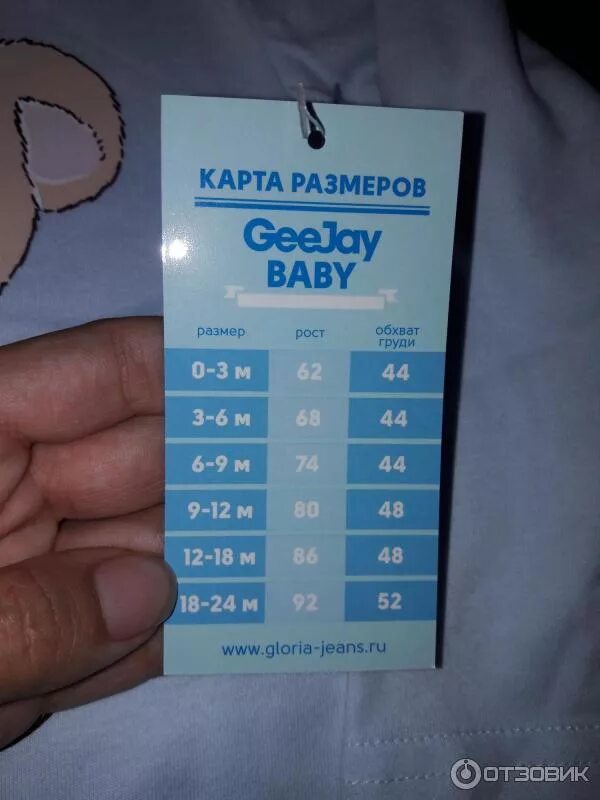 КАРТА РАЗМЕРОВ
GeeJay
BABY
размер рост обхват груди
0-3 м 62 44
3-6 м 68 44
6-9 м 74 44
9-12 м 80 48
12-18 м 86 48
18-24 м 92 52
www.gloria-jeans.ru
ОТЗОВИК